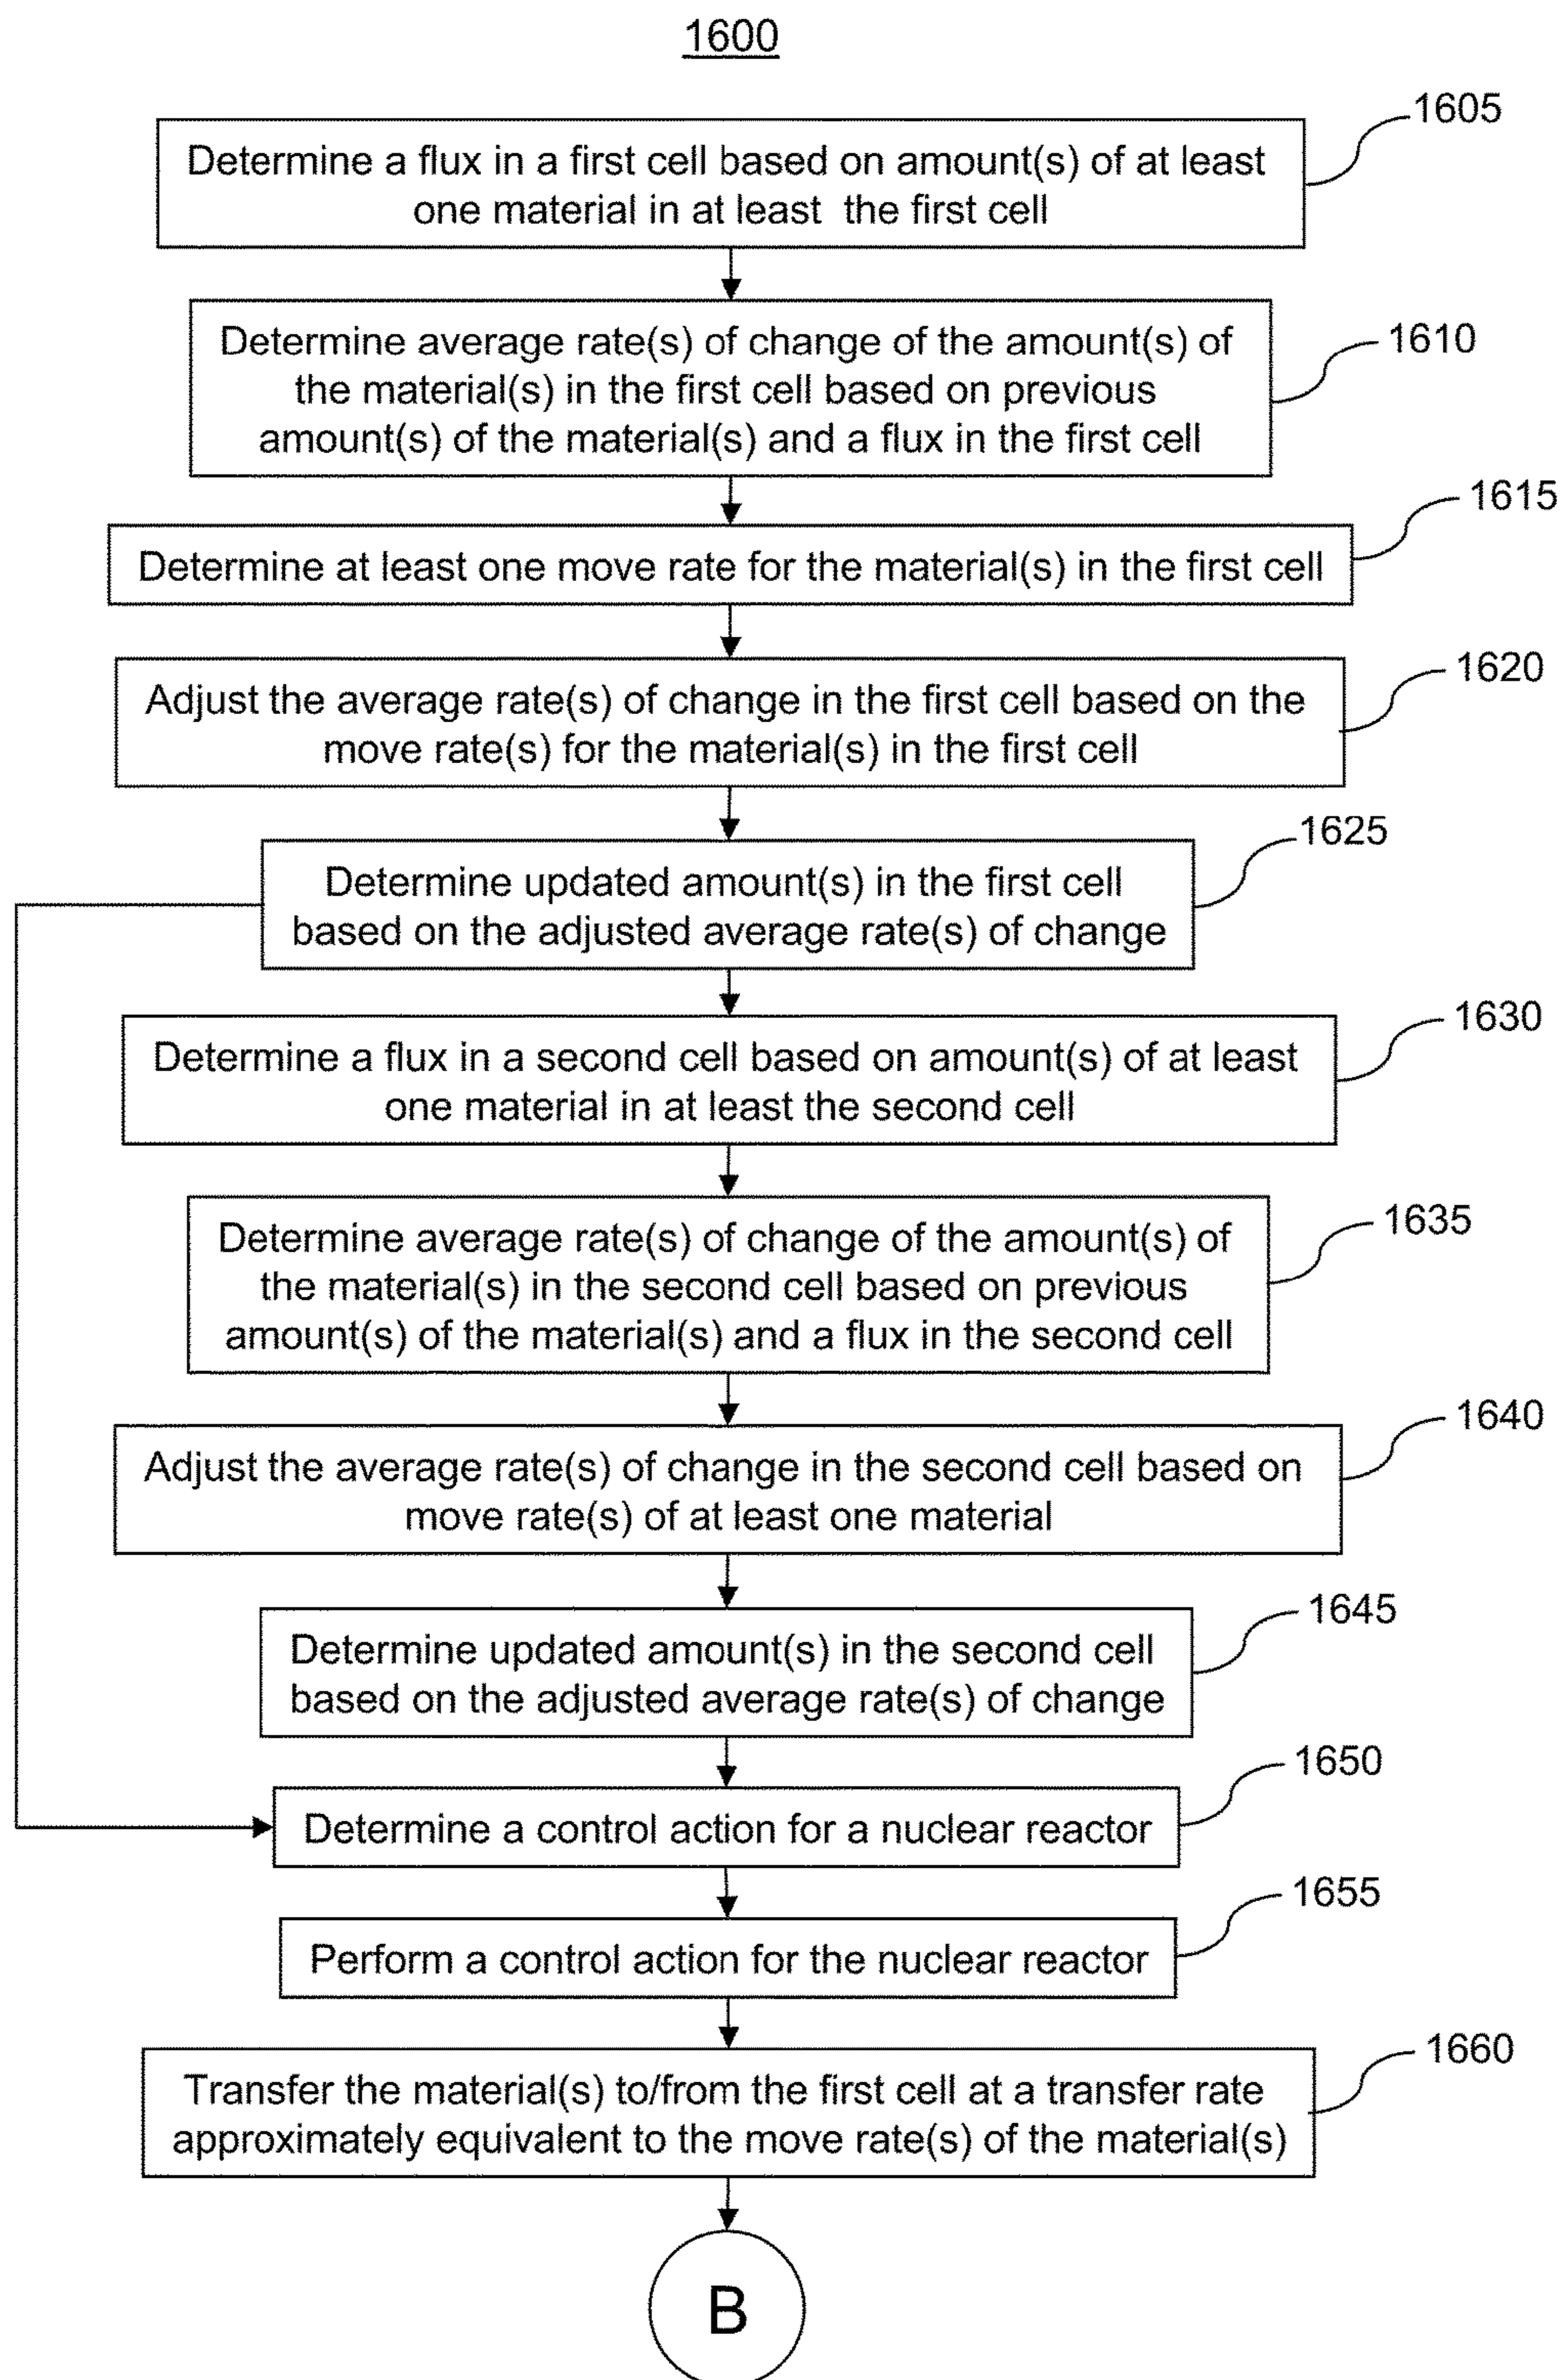 1600
1605
Determine a flux in a first cell based on amount(s) of at least
one material in at least the first cell
1610
Determine average rate(s) of change of the amount(s) of
the material(s) in the first cell based on previous
amount(s) of the material(s) and a flux in the first cell
1615
Determine at least one move rate for the material(s) in the first cell
1620
Adjust the average rate(s) of change in the first cell based on the
move rate(s) for the material(s) in the first cell
1625
Determine updated amount(s) in the first cell
based on the adjusted average rate(s) of change
1630
Determine a flux in a second cell based on amount(s) of at least
one material in at least the second cell
1635
Determine average rate(s) of change of the amount(s) of
the material(s) in the second cell based on previous
amount(s) of the material(s) and a flux in the second cell
1640
Adjust the average rate(s) of change in the second cell based on
move rate(s) of at least one material
1645
Determine updated amount(s) in the second cell
based on the adjusted average rate(s) of change
1650
Determine a control action for a nuclear reactor
1655
Perform a control action for the nuclear reactor
1660
Transfer the material(s) to/from the first cell at a transfer rate
approximately equivalent to the move rate(s) of the material(s)
B